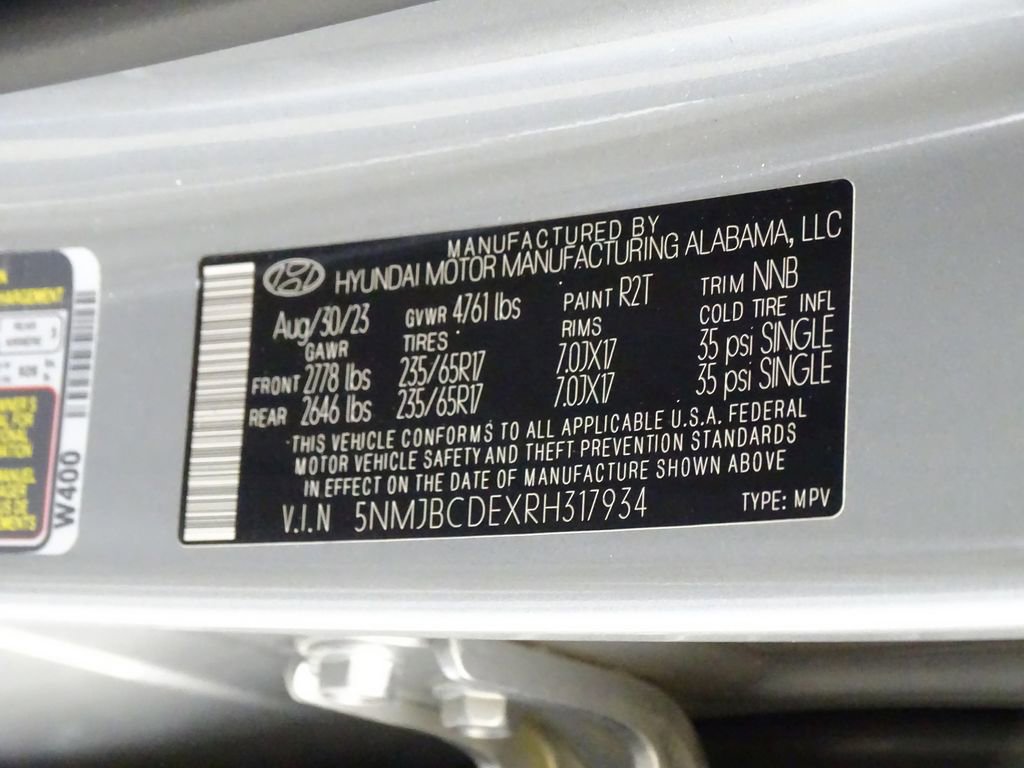 MANUFACTURED BY
HYUNDAI MOTOR MANUFACTURING ALABAMA, LLC
Aug/30/23 GVWR 4761 lbs PAINT R2T TRIM NNB
GAWR TIRES RIMS COLD TIRE INFL
FRONT 2778 lbs 235/65R17 7.0JX17 35 psi SINGLE
REAR 2646 lbs 235/65R17 7.0JX17 35 psi SINGLE
THIS VEHICLE CONFORMS TO ALL APPLICABLE U.S.A. FEDERAL
MOTOR VEHICLE SAFETY AND THEFT PREVENTION STANDARDS
IN EFFECT ON THE DATE OF MANUFACTURE SHOWN ABOVE
V.I.N 5NMJBCDEXRH317934 TYPE: MPV
W400